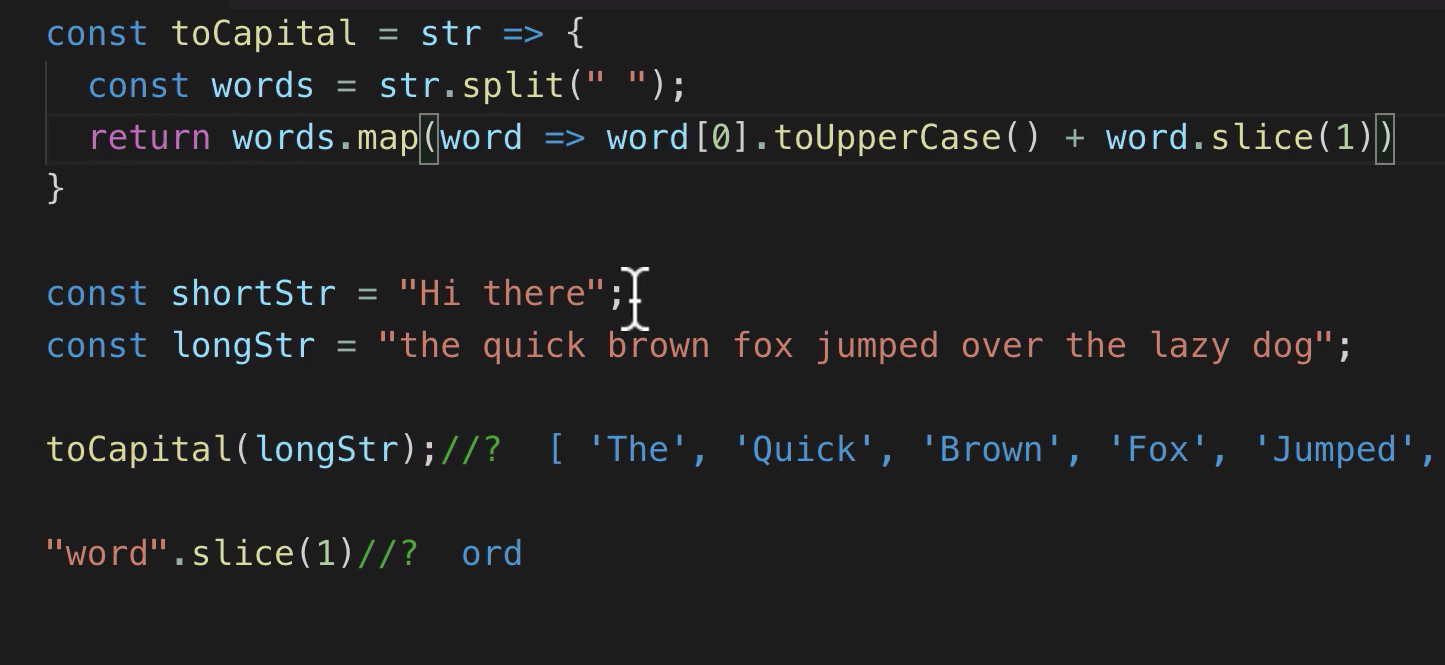 const toCapital = str => {
  const words = str.split(" ");
  return words.map(word => word[0].toUpperCase() + word.slice(1))
}
const shortStr = "Hi there";
const longStr = "the quick brown fox jumped over the lazy dog";
toCapital(longStr);//?  [ 'The', 'Quick', 'Brown', 'Fox', 'Jumped',
"word".slice(1)//?  ord